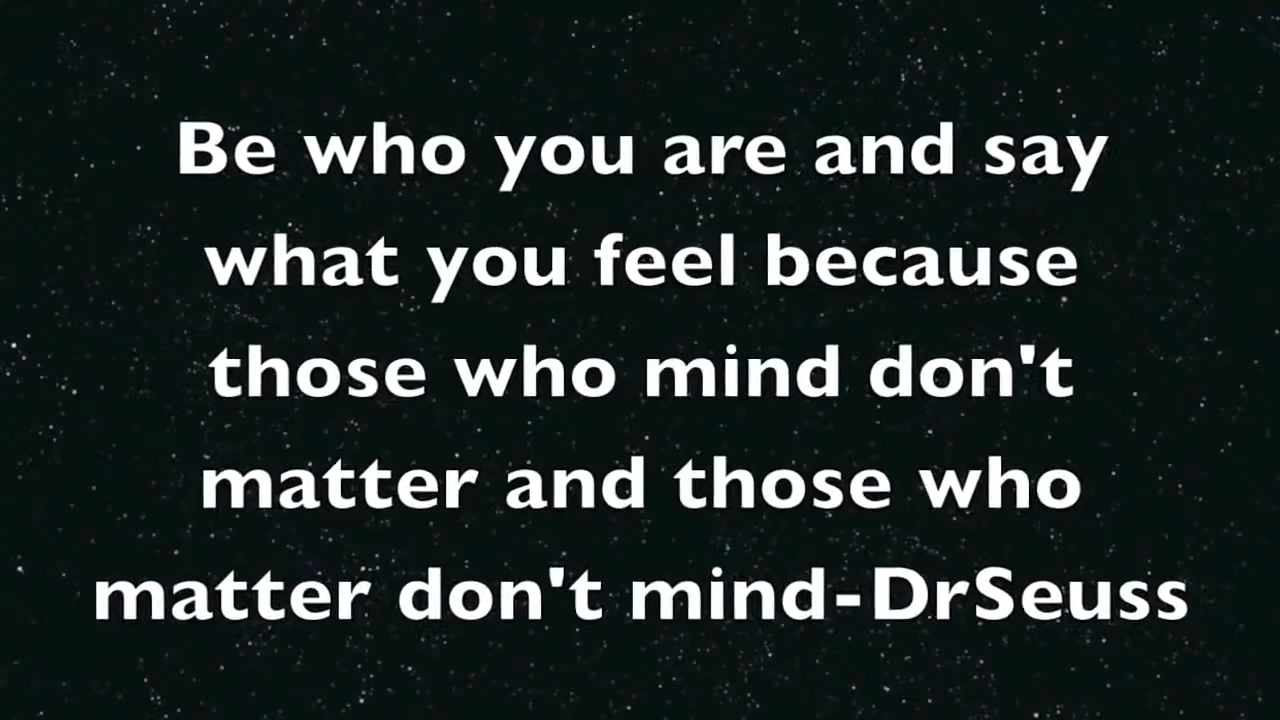 Be who you are and say
what you feel because
those who mind don't
matter and those who
matter don't mind-DrSeuss